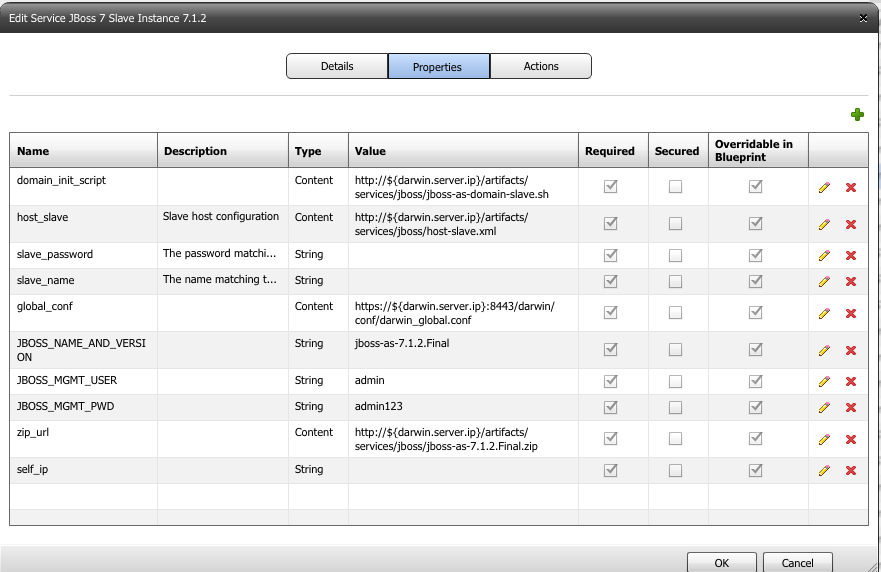 Edit Service JBoss 7 Slave Instance 7.1.2
Details Properties Actions
Name Description Type Value Required Secured Overridable in
Blueprint
domain_init_script Content http://${darwin.server.ip}/artifacts/
services/jboss/jboss-as-domain-slave.sh
host_slave Slave host configuration Content http://${darwin.server.ip}/artifacts/
services/jboss/host-slave.xml
slave_password The password matchi... String
slave_name The name matching t... String
global_conf Content https://${darwin.server.ip}:8443/darwin/
conf/darwin_global.conf
JBOSS_NAME_AND_VERSI String jboss-as-7.1.2.Final
ON
JBOSS_MGMT_USER String admin
JBOSS_MGMT_PWD String admin123
zip_url Content http://${darwin.server.ip}/artifacts/
services/jboss/jboss-as-7.1.2.Final.zip
self_ip String
OK Cancel